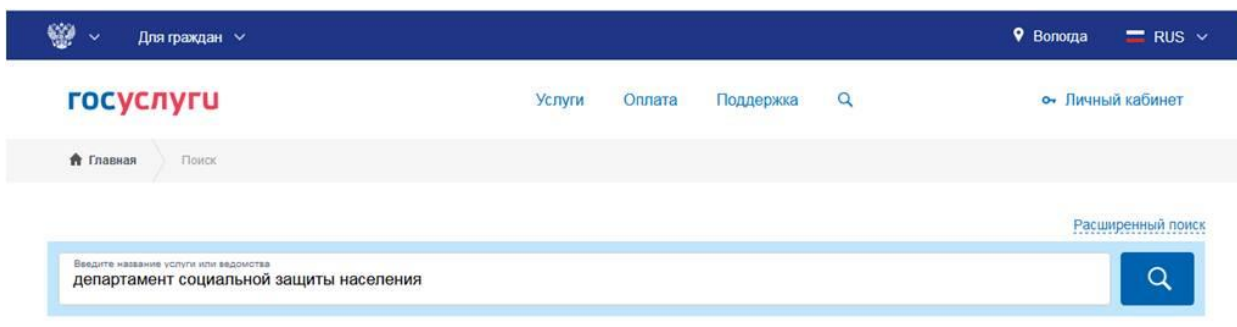 Для граждан Вологда RUS
госуслуги Услуги Оплата Поддержка Личный кабинет
Главная Поиск
Расширенный поиск
Введите название услуги или ведомства
департамент социальной защиты населения